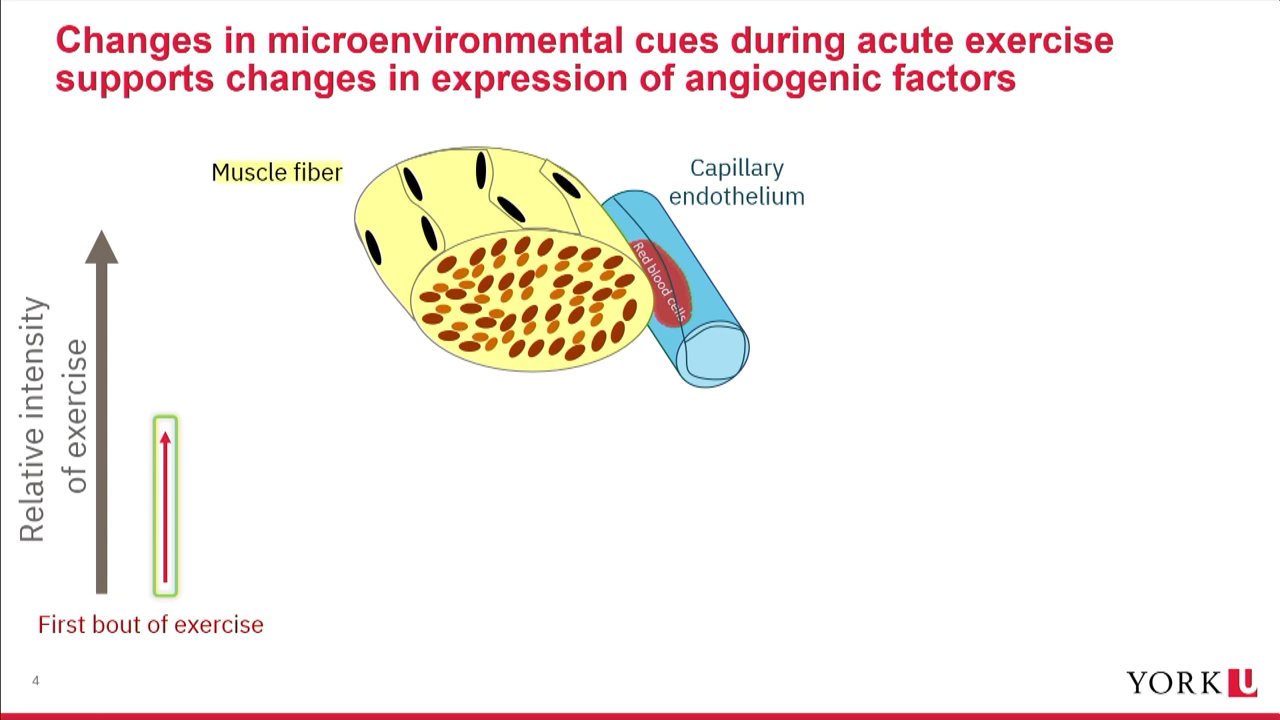 Changes in microenvironmental cues during acute exercise
supports changes in expression of angiogenic factors
Muscle fiber
Capillary
endothelium
Red blood cells
Relative intensity
of exercise
First bout of exercise
4
YORK U